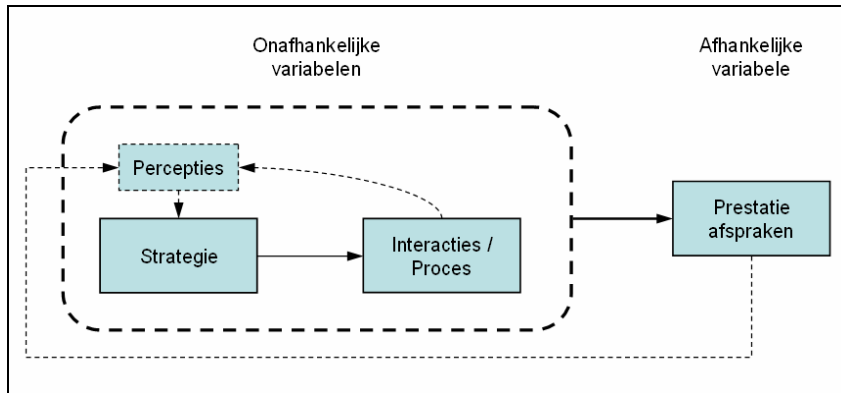 Onafhankelijke
variabelen
Afhankelijke
variabele
Percepties
Strategie
Interacties /
Proces
Prestatie
afspraken